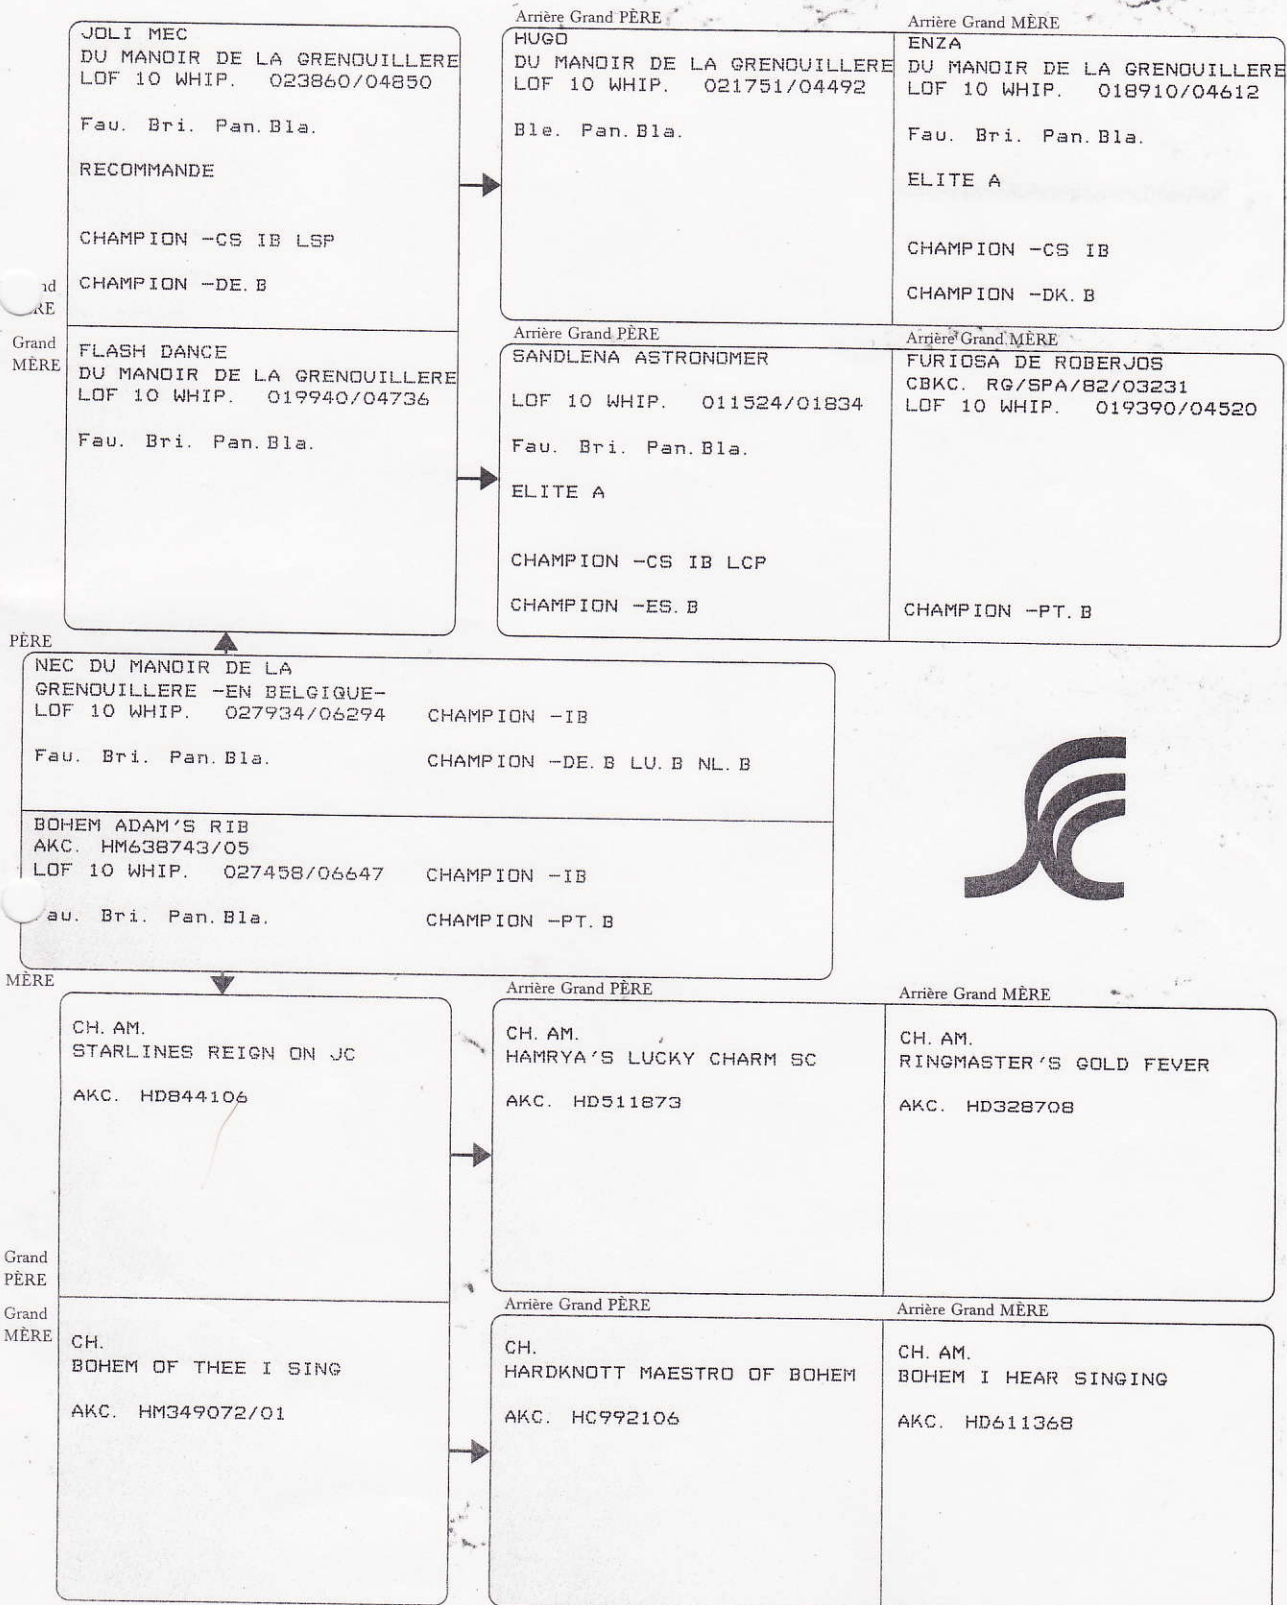 JOLI MEC
DU MANOIR DE LA GRENOUILLERE
LOF 10 WHIP. 023860/04850
Fau. Bri. Pan.Bla.
RECOMMANDE
CHAMPION -CS IB LSP
CHAMPION -DE.B
Arrière Grand PÈRE
HUGO
DU MANOIR DE LA GRENOUILLERE
LOF 10 WHIP. 021751/04492
Ble. Pan.Bla.
Arrière Grand MÈRE
ENZA
DU MANOIR DE LA GRENOUILLERE
LOF 10 WHIP. 018910/04612
Fau. Bri. Pan.Bla.
ELITE A
CHAMPION -CS IB
CHAMPION -DK.B
Grand
MÈRE
FLASH DANCE
DU MANOIR DE LA GRENOUILLERE
LOF 10 WHIP. 019940/04736
Fau. Bri. Pan.Bla.
Arrière Grand PÈRE
SANDLENA ASTRONOMER
LOF 10 WHIP. 011524/01834
Fau. Bri. Pan.Bla.
ELITE A
CHAMPION -CS IB LCP
CHAMPION -ES.B
Arrière Grand MÈRE
FURIOSA DE ROBERJOS
CBKC. RG/SPA/82/03231
LOF 10 WHIP. 019390/04520
CHAMPION -PT.B
PÈRE
NEC DU MANOIR DE LA
GRENOUILLERE -EN BELGIQUE-
LOF 10 WHIP. 027934/06294 CHAMPION -IB
Fau. Bri. Pan.Bla. CHAMPION -DE.B LU.B NL.B
BOHEM ADAM'S RIB
AKC. HM638743/05
LOF 10 WHIP. 027458/06647 CHAMPION -IB
au. Bri. Pan.Bla. CHAMPION -PT.B
MÈRE
CH. AM.
STARLINES REIGN ON JC
AKC. HD844106
Arrière Grand PÈRE
CH. AM.
HAMRYA'S LUCKY CHARM SC
AKC. HD511873
Arrière Grand MÈRE
CH. AM.
RINGMASTER'S GOLD FEVER
AKC. HD328708
Grand
PÈRE
Grand
MÈRE
CH.
BOHEM OF THEE I SING
AKC. HM349072/01
Arrière Grand PÈRE
CH.
HARDKNOTT MAESTRO OF BOHEM
AKC. HC992106
Arrière Grand MÈRE
CH. AM.
BOHEM I HEAR SINGING
AKC. HD611368